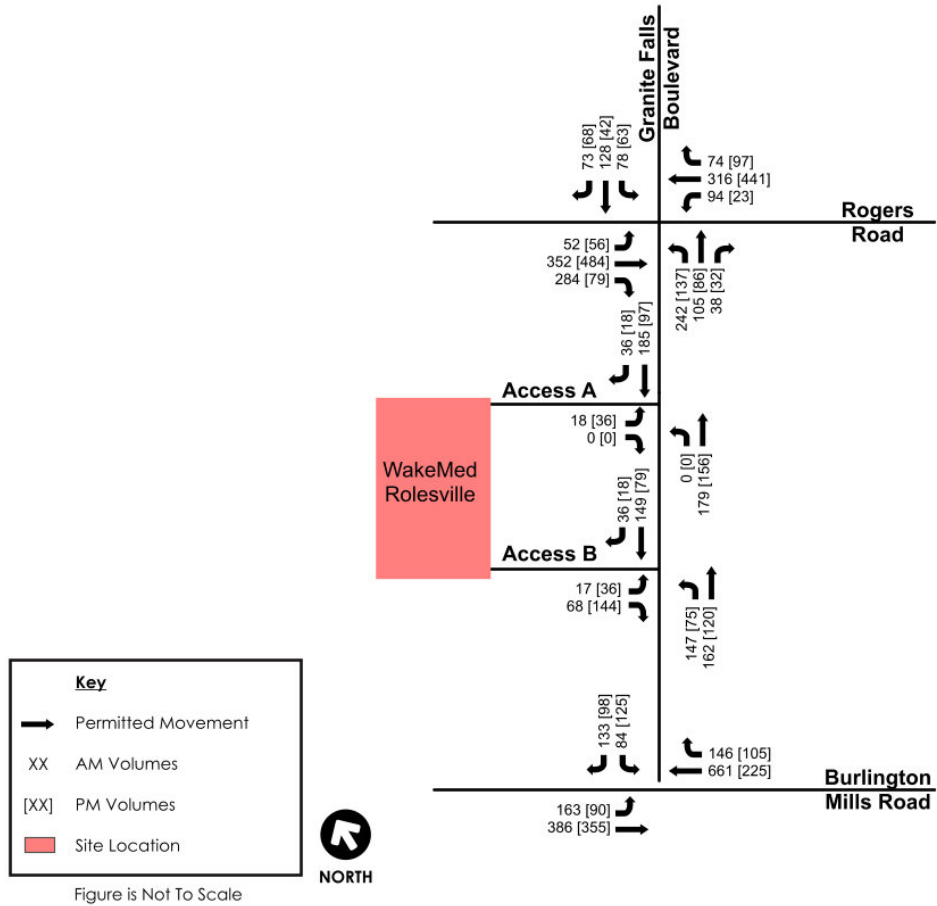 Granite Falls
Boulevard
73 [68]
128 [42]
78 [63]
74 [97]
316 [441]
94 [23]
Rogers
Road
52 [56]
352 [484]
284 [79]
242 [137]
105 [86]
38 [32]
36 [18]
185 [97]
Access A
18 [36]
0 [0]
0 [0]
179 [156]
WakeMed
Rolesville
36 [18]
149 [79]
Access B
17 [36]
68 [144]
147 [75]
162 [120]
133 [98]
84 [125]
146 [105]
661 [225]
Burlington
Mills Road
163 [90]
386 [355]
Key
Permitted Movement
XX AM Volumes
[XX] PM Volumes
Site Location
NORTH
Figure is Not To Scale